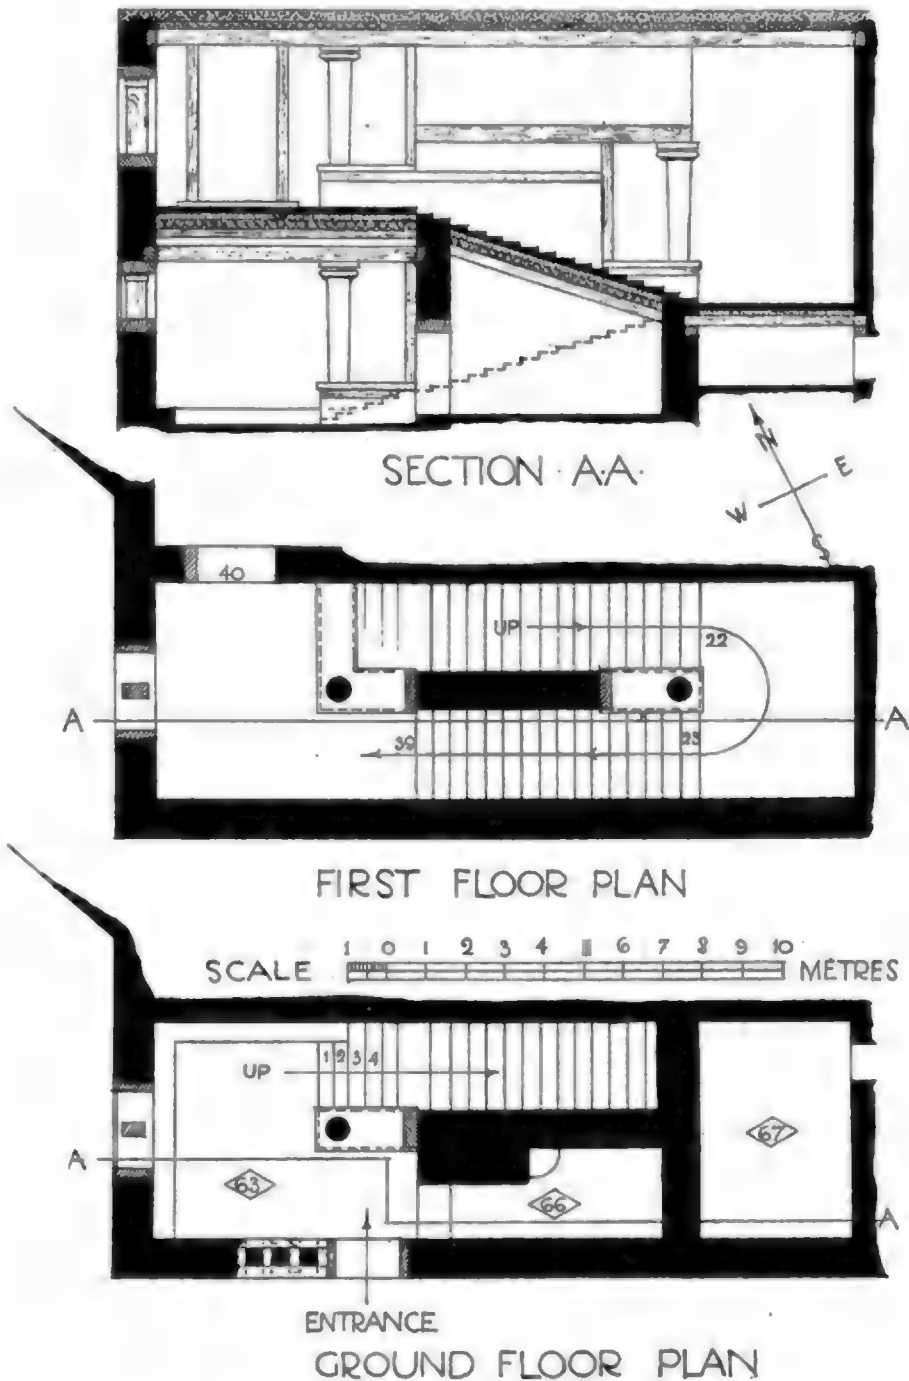 SECTION · A·A·
N
E
W
S
40
UP
22
A
A
39
23
FIRST FLOOR PLAN
1 0 1 2 3 4 5 6 7 8 9 10
SCALE METRES
1 2 3 4
UP
67
A
63
66
A
ENTRANCE
GROUND FLOOR PLAN